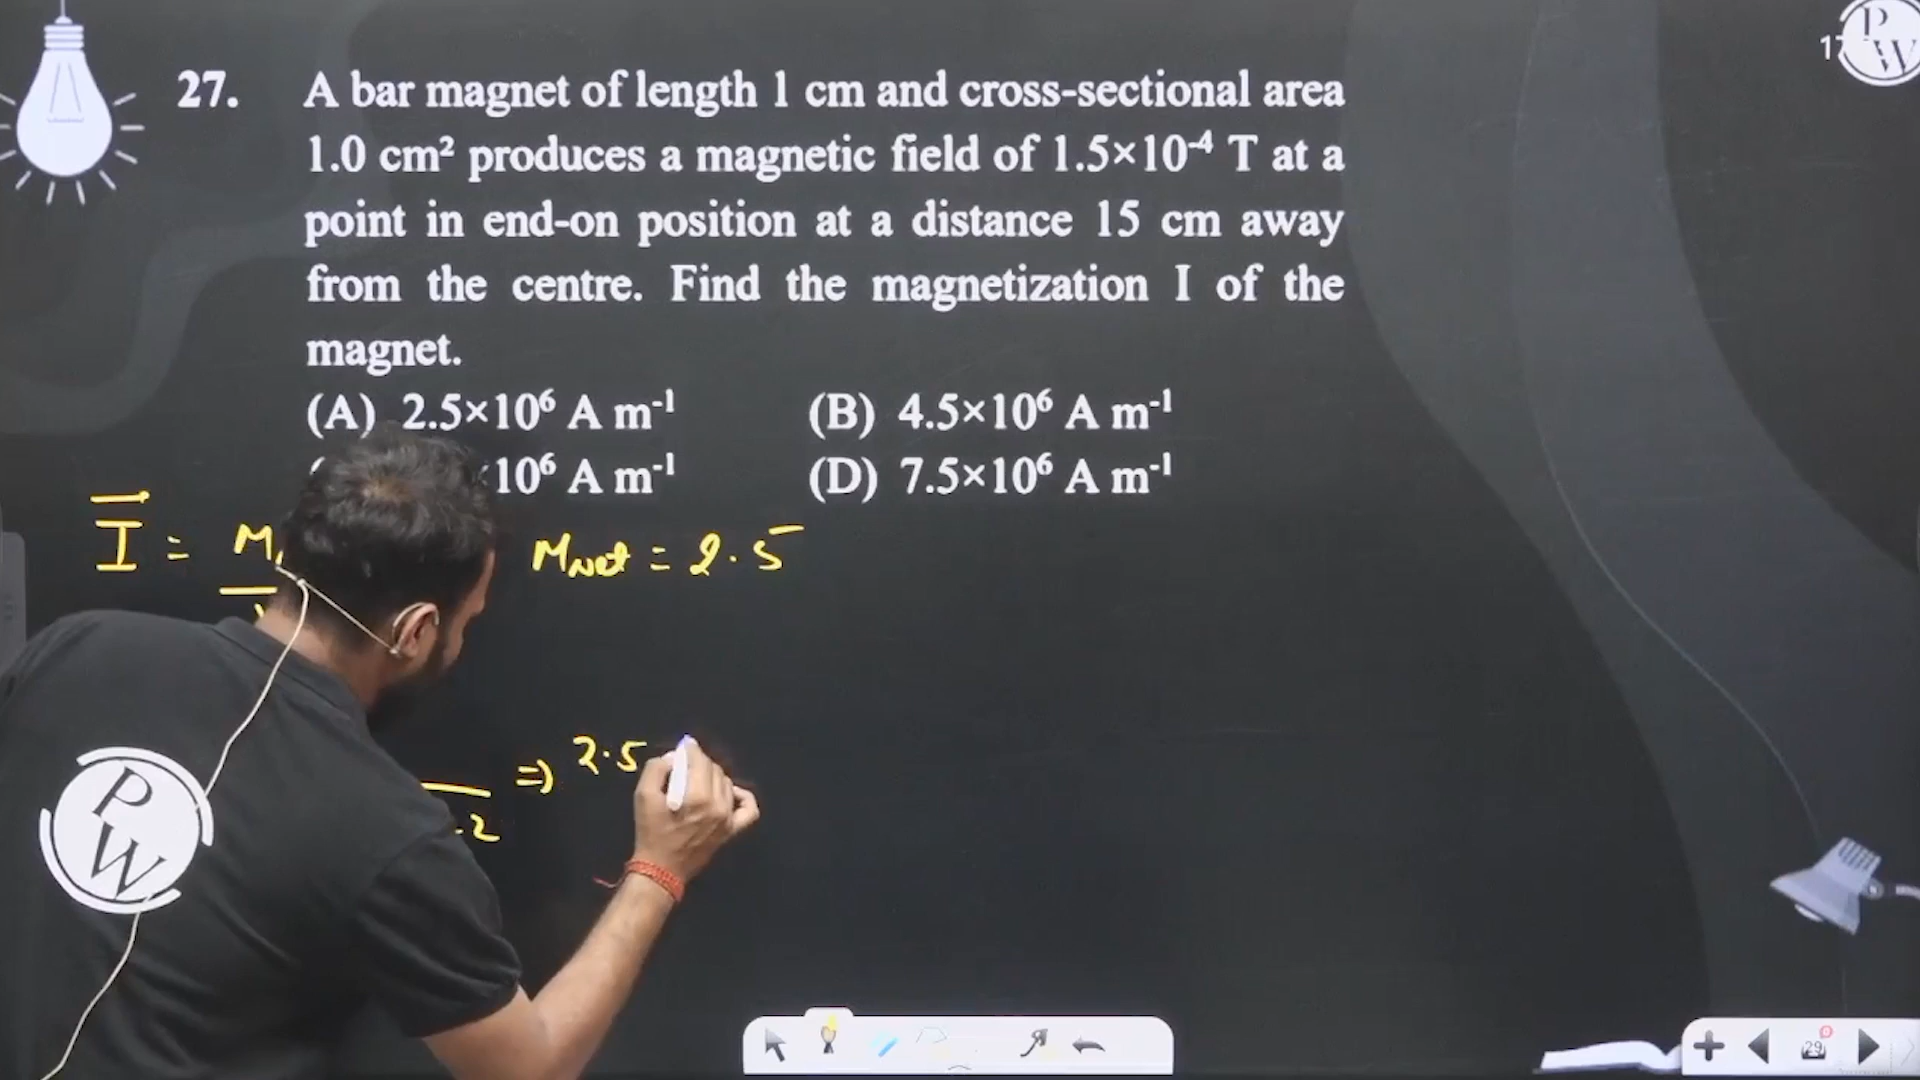 27. A bar magnet of length 1 cm and cross-sectional area
1.0 cm² produces a magnetic field of 1.5×10⁻⁴ T at a
point in end-on position at a distance 15 cm away
from the centre. Find the magnetization I of the
magnet.
(A) 2.5×10⁶ A m⁻¹ (B) 4.5×10⁶ A m⁻¹
×10⁶ A m⁻¹ (D) 7.5×10⁶ A m⁻¹
I = M
Mnet = 2.5
⇒ 2.5
2
PW
PW
29